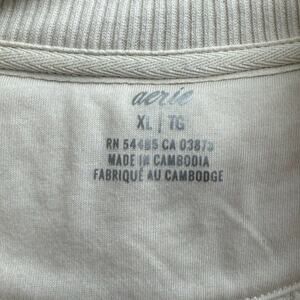 aerie
XL | TG
RN 54485 CA 03875
MADE IN CAMBODIA
FABRIQUÉ AU CAMBODGE